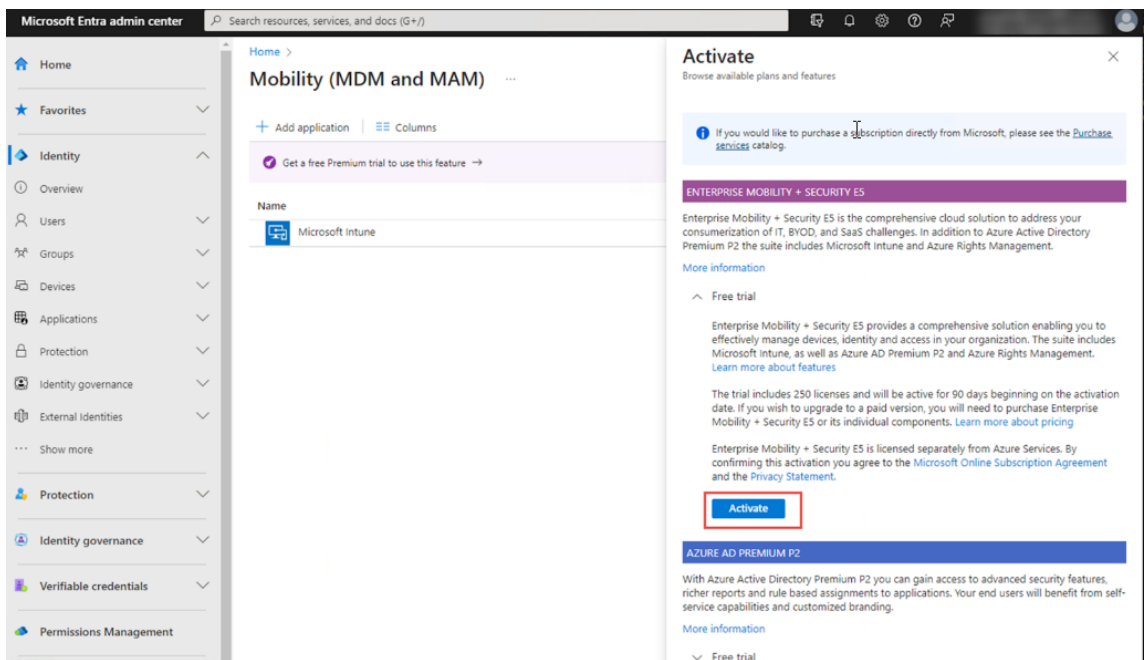 Microsoft Entra admin center
Search resources, services, and docs (G+/)
Home
Favorites
Identity
Overview
Users
Groups
Devices
Applications
Protection
Identity governance
External Identities
Show more
Protection
Identity governance
Verifiable credentials
Permissions Management
Home >
Mobility (MDM and MAM) ...
+ Add application
Columns
Get a free Premium trial to use this feature →
Name
Microsoft Intune
Activate
Browse available plans and features
If you would like to purchase a subscription directly from Microsoft, please see the Purchase
services catalog.
ENTERPRISE MOBILITY + SECURITY E5
Enterprise Mobility + Security E5 is the comprehensive cloud solution to address your
consumerization of IT, BYOD, and SaaS challenges. In addition to Azure Active Directory
Premium P2 the suite includes Microsoft Intune and Azure Rights Management.
More information
Free trial
Enterprise Mobility + Security E5 provides a comprehensive solution enabling you to
effectively manage devices, identity and access in your organization. The suite includes
Microsoft Intune, as well as Azure AD Premium P2 and Azure Rights Management.
Learn more about features
The trial includes 250 licenses and will be active for 90 days beginning on the activation
date. If you wish to upgrade to a paid version, you will need to purchase Enterprise
Mobility + Security E5 or its individual components. Learn more about pricing
Enterprise Mobility + Security E5 is licensed separately from Azure Services. By
confirming this activation you agree to the Microsoft Online Subscription Agreement
and the Privacy Statement.
Activate
AZURE AD PREMIUM P2
With Azure Active Directory Premium P2 you can gain access to advanced security features,
richer reports and rule based assignments to applications. Your end users will benefit from self-
service capabilities and customized branding.
More information
Free trial